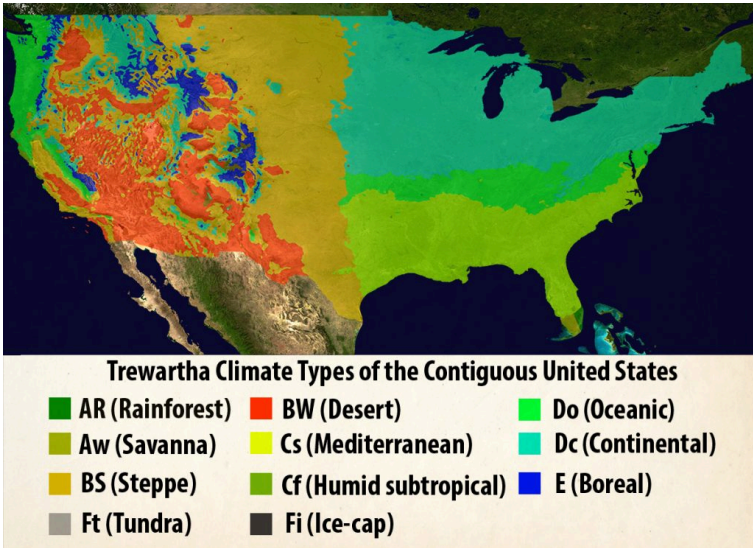 Trewartha Climate Types of the Contiguous United States
AR (Rainforest) BW (Desert) Do (Oceanic)
Aw (Savanna) Cs (Mediterranean) Dc (Continental)
BS (Steppe) Cf (Humid subtropical) E (Boreal)
Ft (Tundra) Fi (Ice-cap)